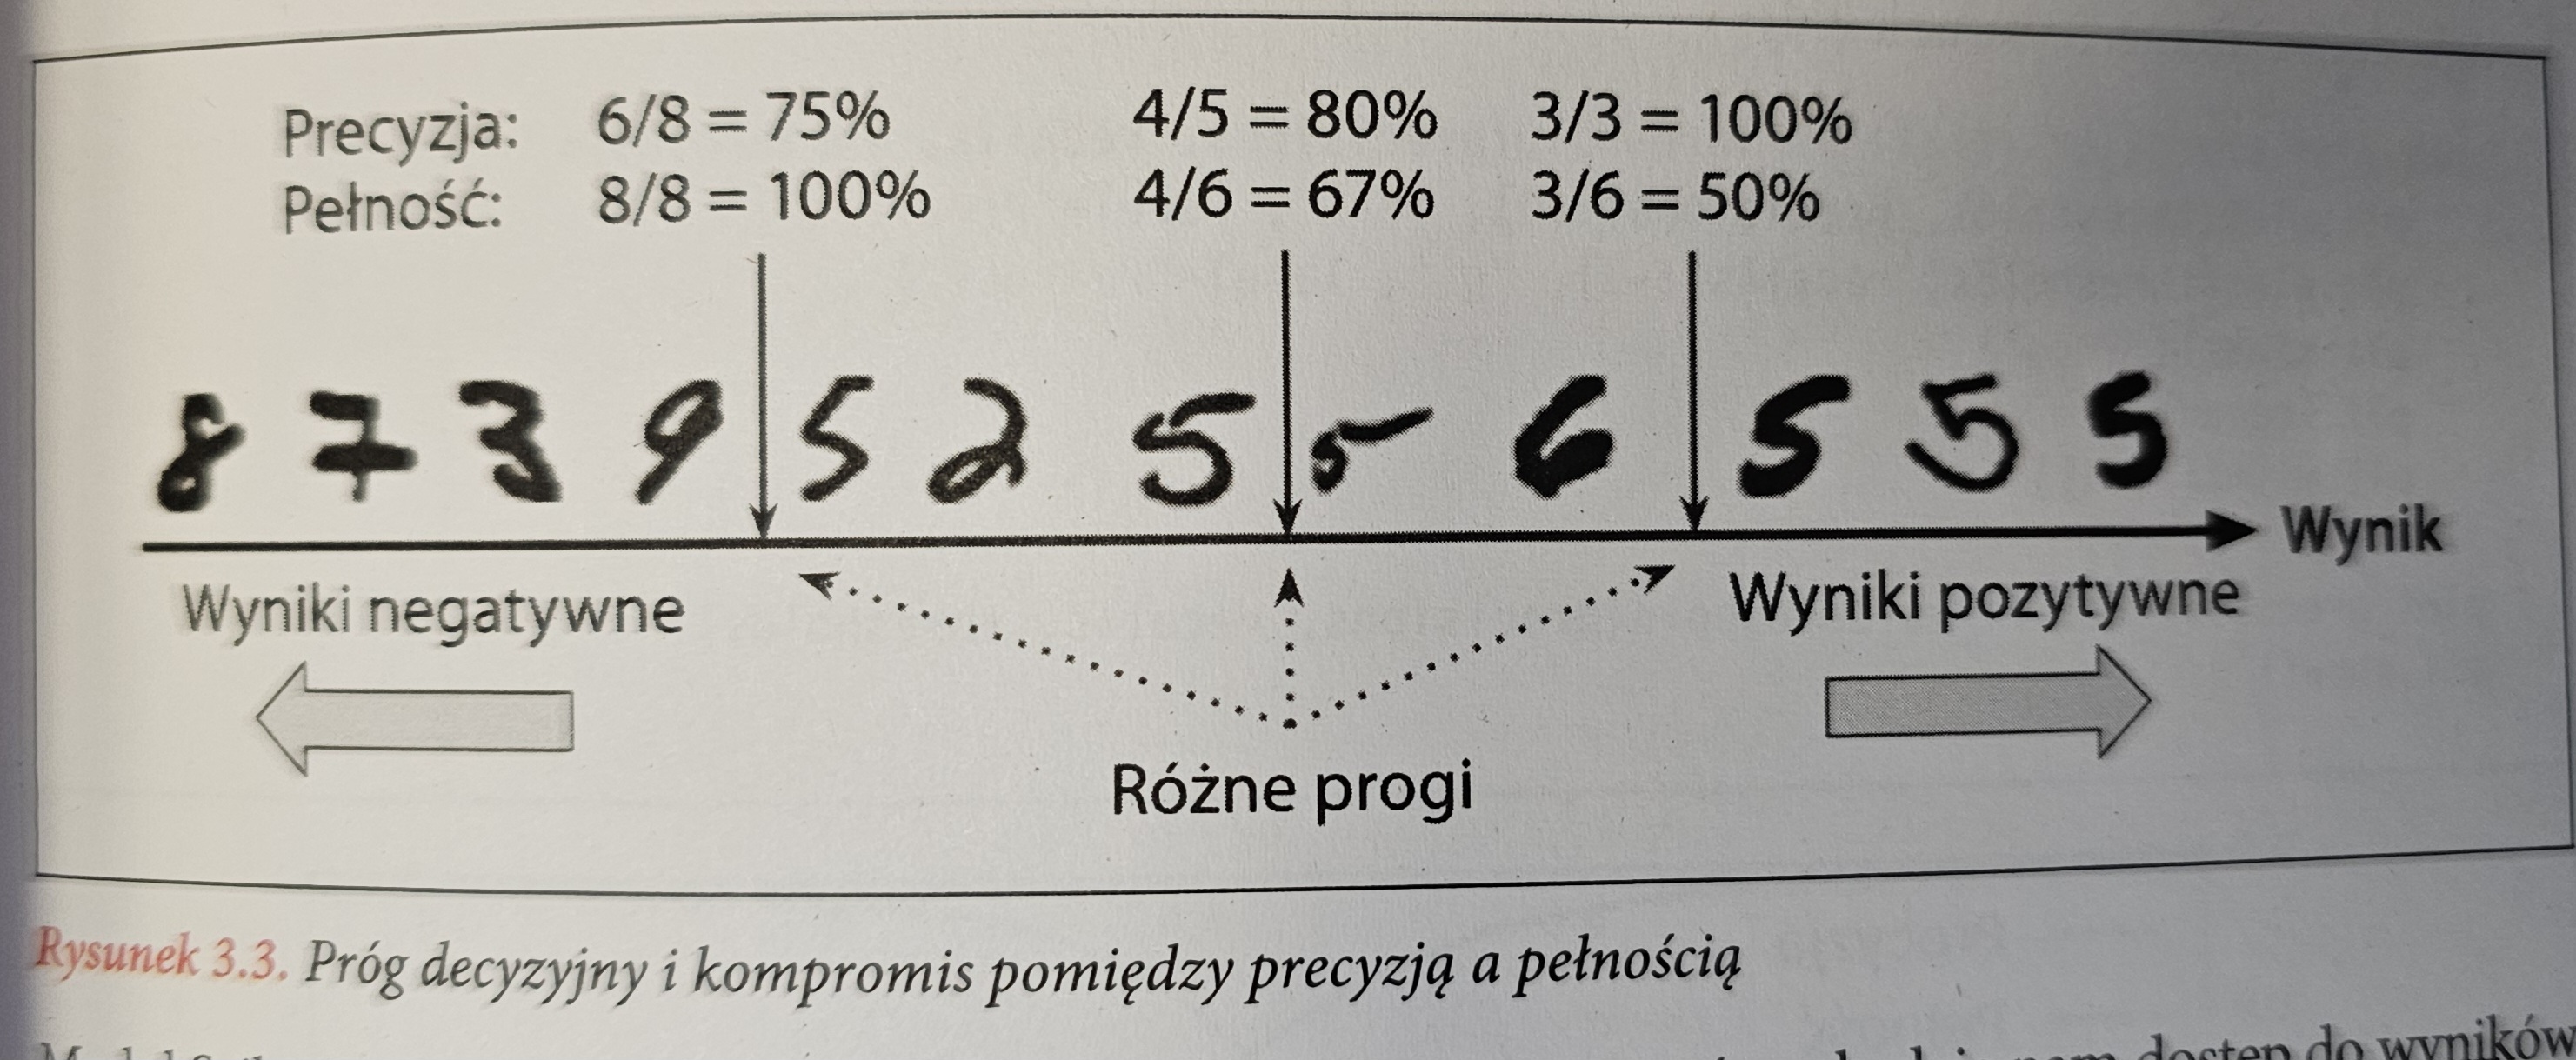 Precyzja: 6/8 = 75% 4/5 = 80% 3/3 = 100%
Pełność: 8/8 = 100% 4/6 = 67% 3/6 = 50%
8 7 3 9 5 2 5 5 6 5 5 5
Wynik
Wyniki negatywne Wyniki pozytywne
Różne progi
Rysunek 3.3. Próg decyzyjny i kompromis pomiędzy precyzją a pełnością
dostęp do wyników